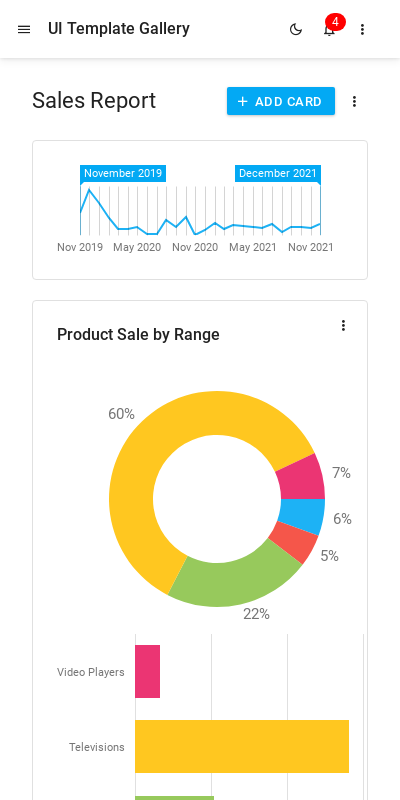 UI Template Gallery
4
Sales Report
ADD CARD
November 2019
December 2021
Nov 2019
May 2020
Nov 2020
May 2021
Nov 2021
Product Sale by Range
60%
7%
6%
5%
22%
Video Players
Televisions